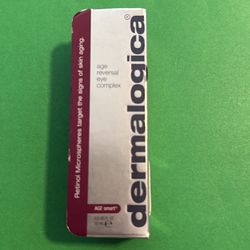 Retinol Microspheres target the signs of skin aging.
age
reversal
eye
complex
dermalogica®
AGE smart®